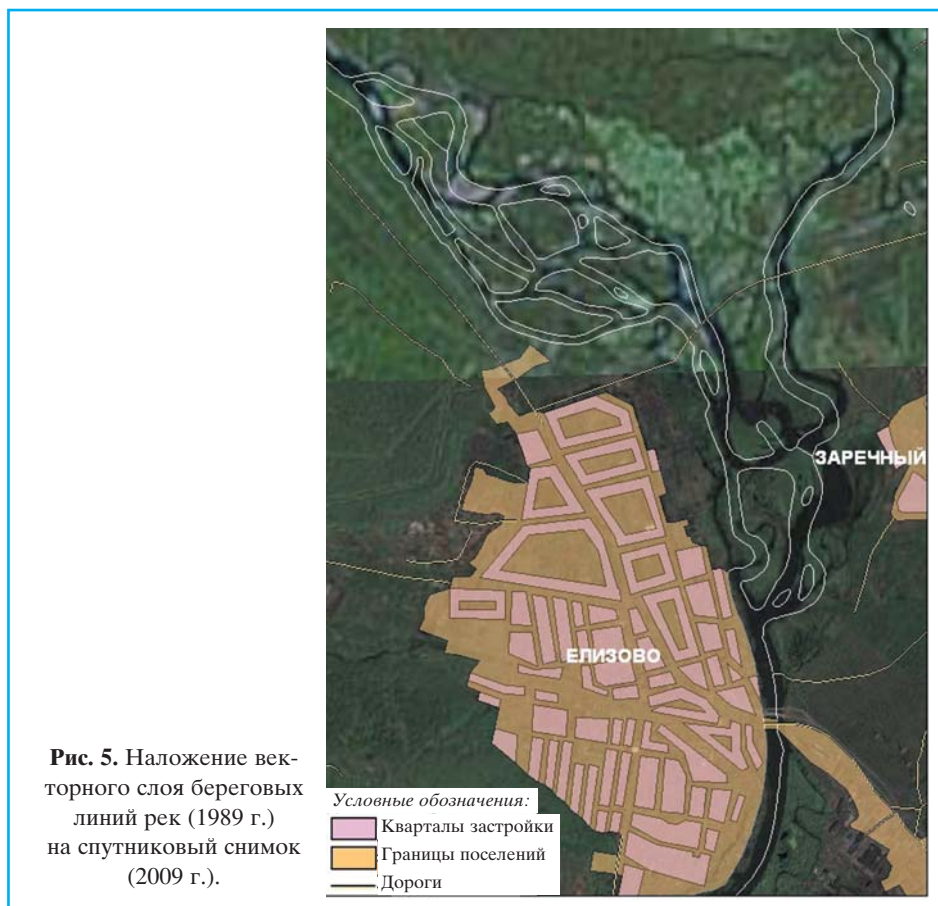 ЗАРЕЧНЫЙ
ЕЛИЗОВО
Рис. 5. Наложение век-
торного слоя береговых
линий рек (1989 г.)
на спутниковый снимок
(2009 г.).
Условные обозначения:
Кварталы застройки
Границы поселений
Дороги